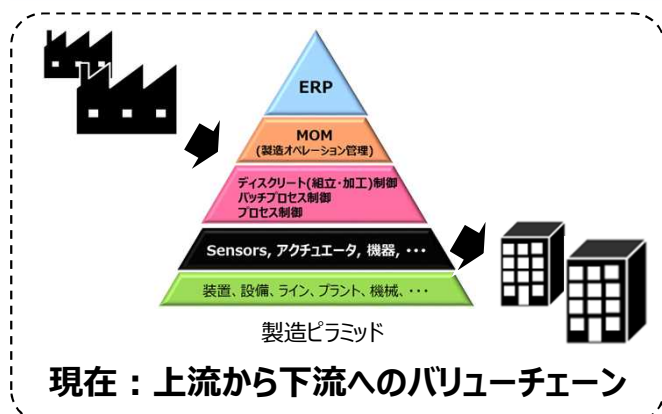 ERP
MOM
(製造オペレーション管理)
ディスクリート(組立・加工)制御
バッチプロセス制御
プロセス制御
Sensors, アクチュエータ, 機器, ・・・
装置、設備、ライン、プラント、機械、・・・
製造ピラミッド
現在：上流から下流へのバリューチェーン